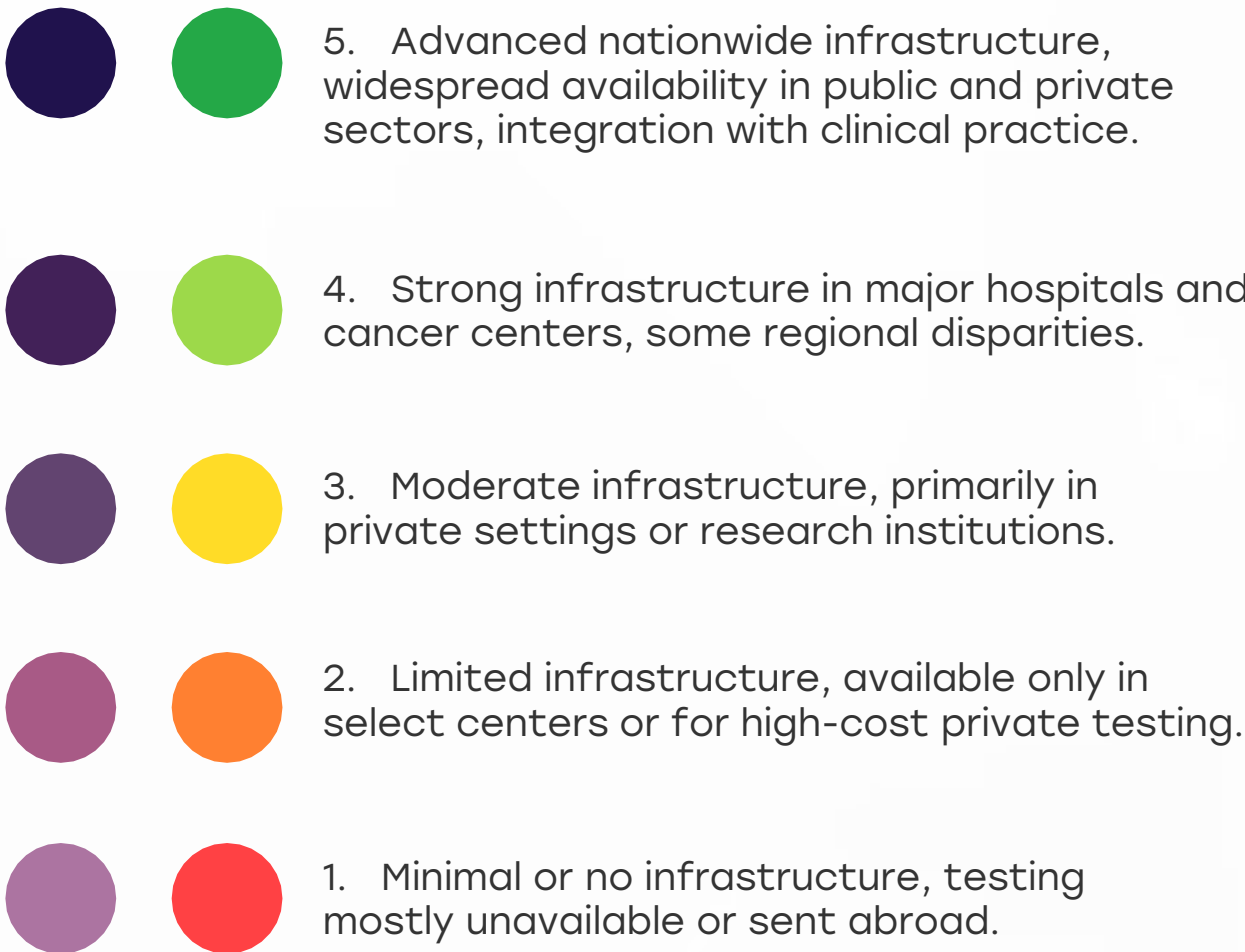 5. Advanced nationwide infrastructure,
widespread availability in public and private
sectors, integration with clinical practice.
4. Strong infrastructure in major hospitals and
cancer centers, some regional disparities.
3. Moderate infrastructure, primarily in
private settings or research institutions.
2. Limited infrastructure, available only in
select centers or for high-cost private testing.
1. Minimal or no infrastructure, testing
mostly unavailable or sent abroad.